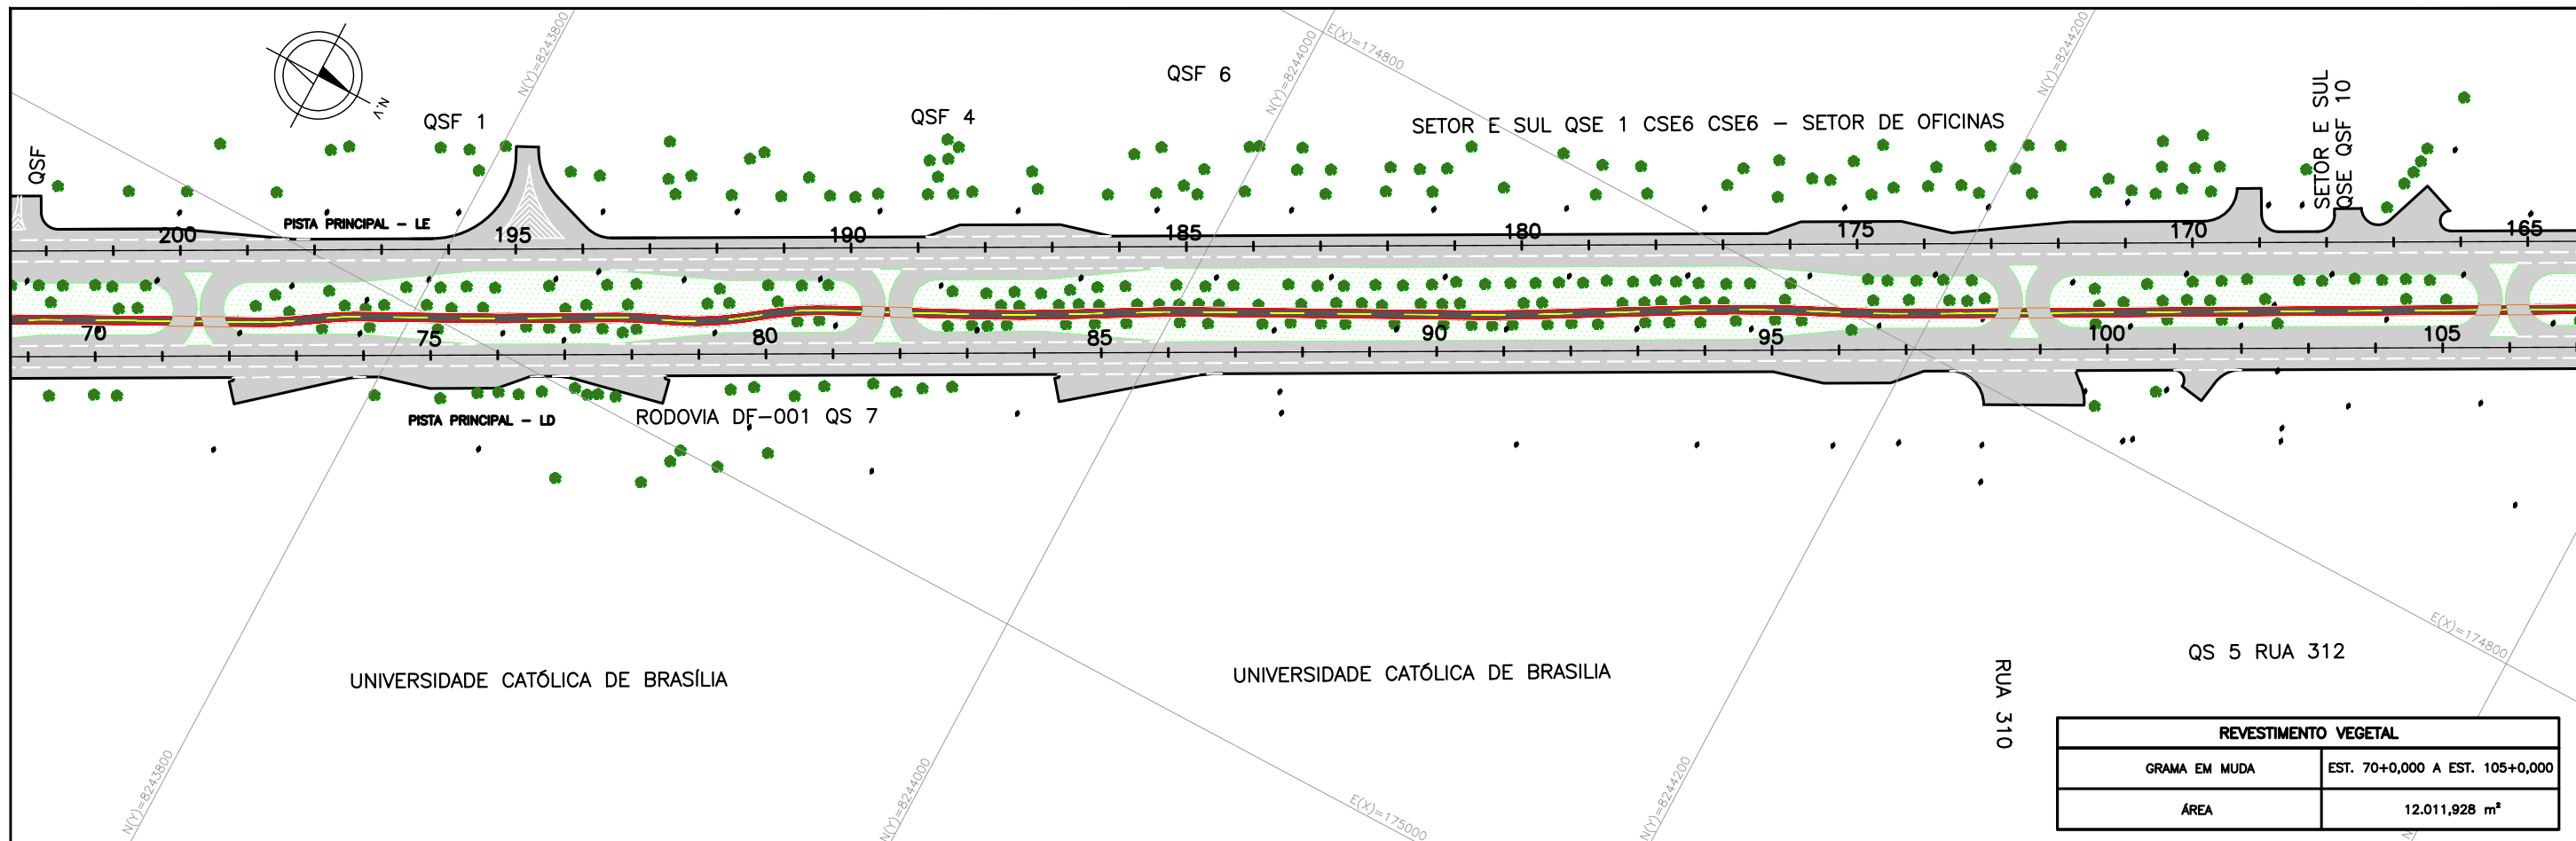 N(Y)=8243800
N(Y)=8244000
E(X)=174800
N(Y)=8244200
QSF 6
N.V
QSF 1
QSF 4
SETOR E SUL QSE 1 CSE6 CSE6 - SETOR DE OFICINAS
SETOR E SUL
QSE QSF 10
QSF
PISTA PRINCIPAL - LE
200
195
190
185
180
175
170
165
70
75
80
85
90
95
100
105
PISTA PRINCIPAL - LD
RODOVIA DF-001 QS 7
UNIVERSIDADE CATÓLICA DE BRASÍLIA
UNIVERSIDADE CATÓLICA DE BRASILIA
RUA 310
QS 5 RUA 312
E(X)=174800
N(Y)=8243800
N(Y)=8244000
E(X)=175000
N(Y)=8244200
REVESTIMENTO VEGETAL
GRAMA EM MUDA
EST. 70+0,000 A EST. 105+0,000
ÁREA
12.011,928 m²